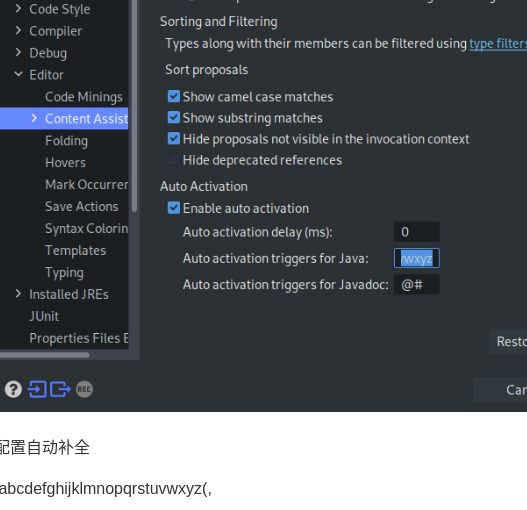 Code Style
Compiler
Debug
Editor
Code Minings
Content Assist
Folding
Hovers
Mark Occurren
Save Actions
Syntax Colorin
Templates
Typing
Installed JREs
JUnit
Properties Files E
Sorting and Filtering
Types along with their members can be filtered using type filters
Sort proposals
Show camel case matches
Show substring matches
Hide proposals not visible in the invocation context
Hide deprecated references
Auto Activation
Enable auto activation
Auto activation delay (ms): 0
Auto activation triggers for Java: vwxyz
Auto activation triggers for Javadoc: @#
Resto
Can
REC
配置自动补全
abcdefghijklmnopqrstuvwxyz(,